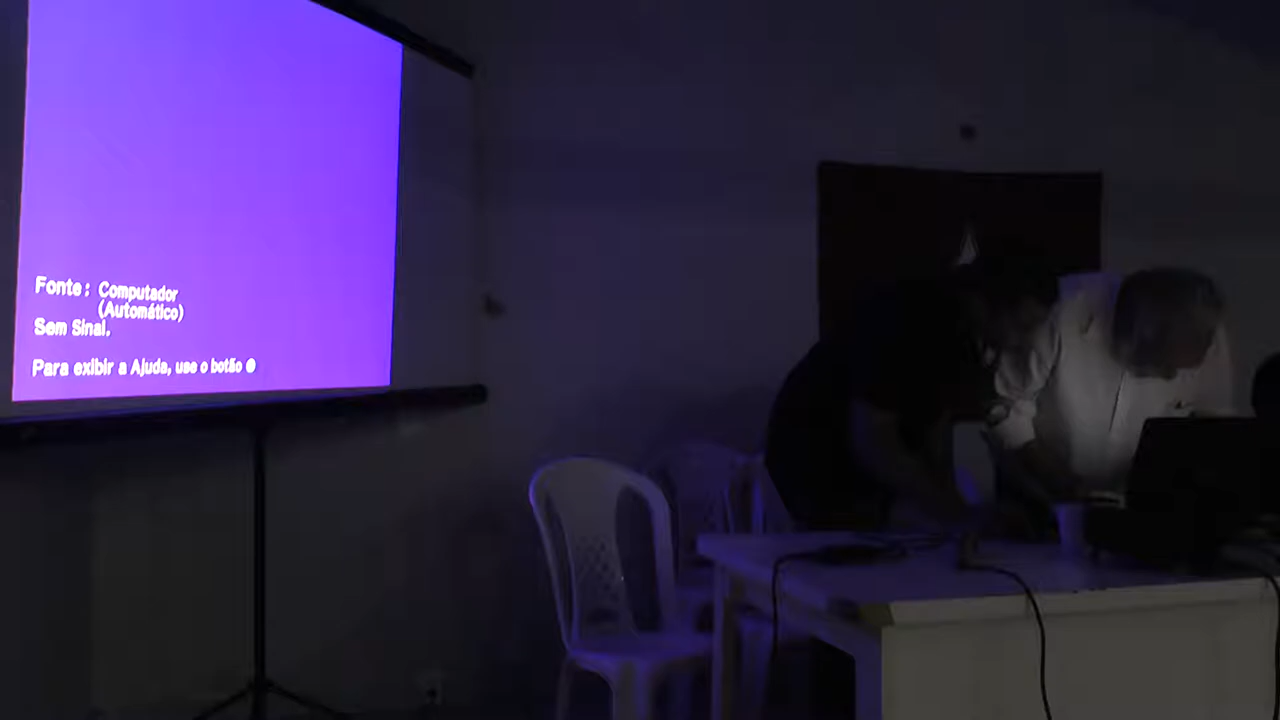 Fonte: Computador
(Automático)
Sem Sinal.
Para exibir a Ajuda, use o botão